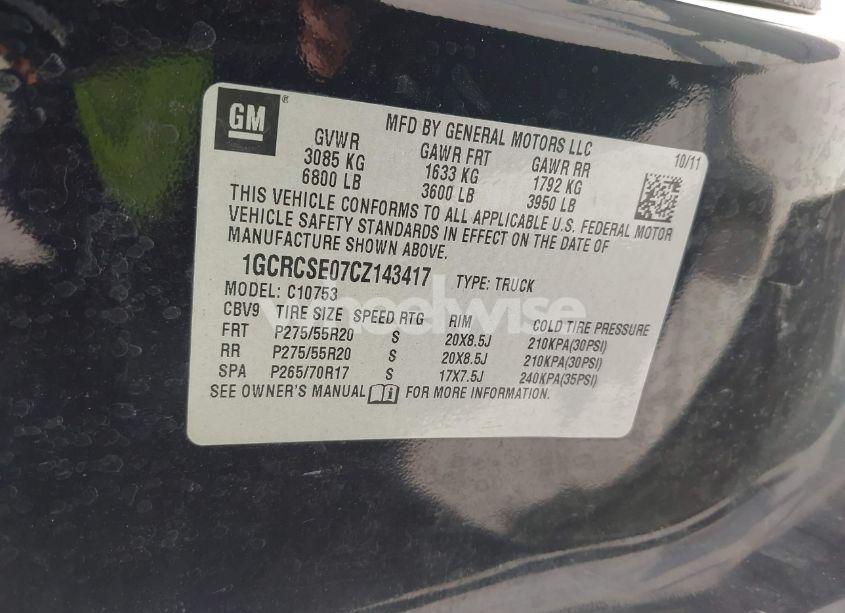 GM ®
MFD BY GENERAL MOTORS LLC
10/11
GVWR GAWR FRT GAWR RR
3085 KG 1633 KG 1792 KG
6800 LB 3600 LB 3950 LB
THIS VEHICLE CONFORMS TO ALL APPLICABLE U.S. FEDERAL MOTOR
VEHICLE SAFETY STANDARDS IN EFFECT ON THE DATE OF
MANUFACTURE SHOWN ABOVE.
1GCRCSE07CZ143417 TYPE: TRUCK
MODEL: C10753
CBV9 TIRE SIZE SPEED RTG RIM COLD TIRE PRESSURE
FRT P275/55R20 S 20X8.5J 210KPA(30PSI)
RR P275/55R20 S 20X8.5J 210KPA(30PSI)
SPA P265/70R17 S 17X7.5J 240KPA(35PSI)
SEE OWNER'S MANUAL FOR MORE INFORMATION.
wheelwise